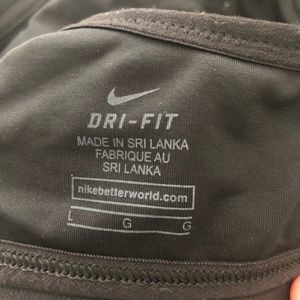 DRI-FIT
MADE IN SRI LANKA
FABRIQUE AU
SRI LANKA
nikebetterworld.com
L G G